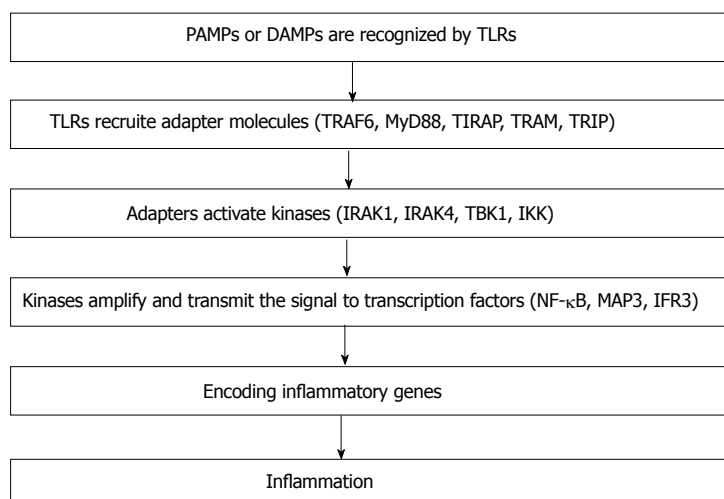 PAMPs or DAMPs are recognized by TLRs
TLRs recruite adapter molecules (TRAF6, MyD88, TIRAP, TRAM, TRIP)
Adapters activate kinases (IRAK1, IRAK4, TBK1, IKK)
Kinases amplify and transmit the signal to transcription factors (NF-κB, MAP3, IFR3)
Encoding inflammatory genes
Inflammation